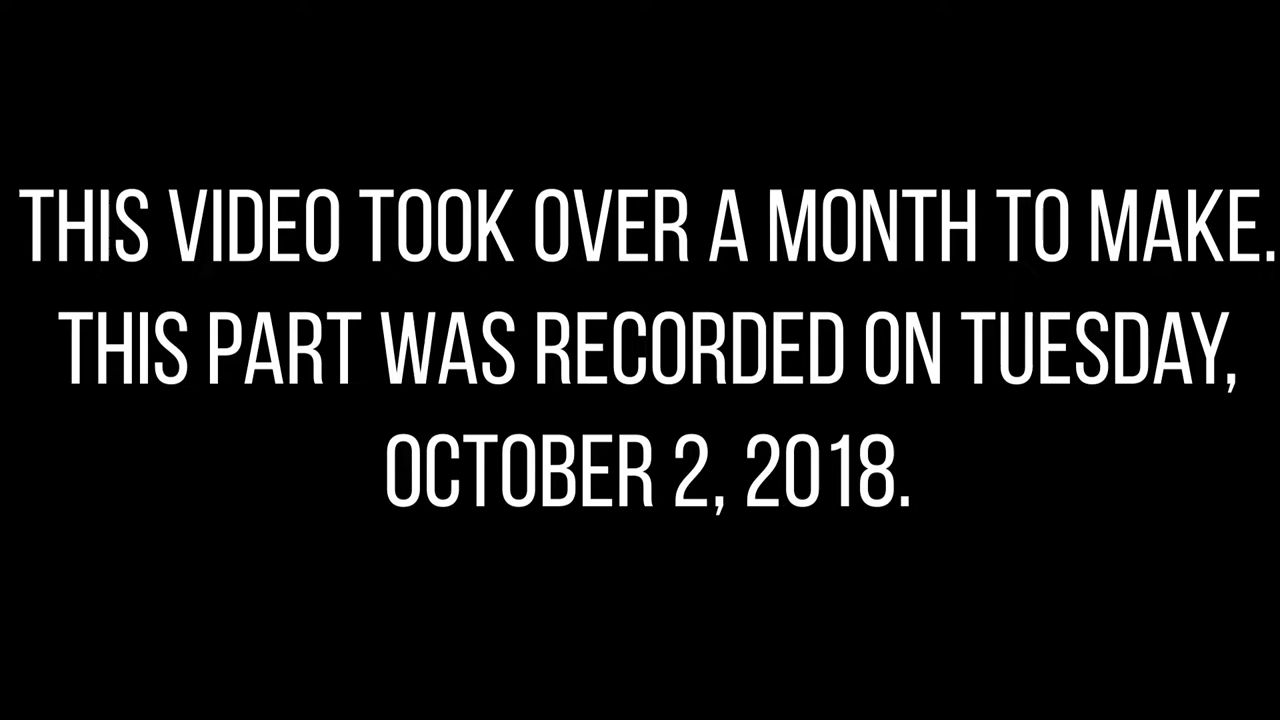 THIS VIDEO TOOK OVER A MONTH TO MAKE.
THIS PART WAS RECORDED ON TUESDAY,
OCTOBER 2, 2018.